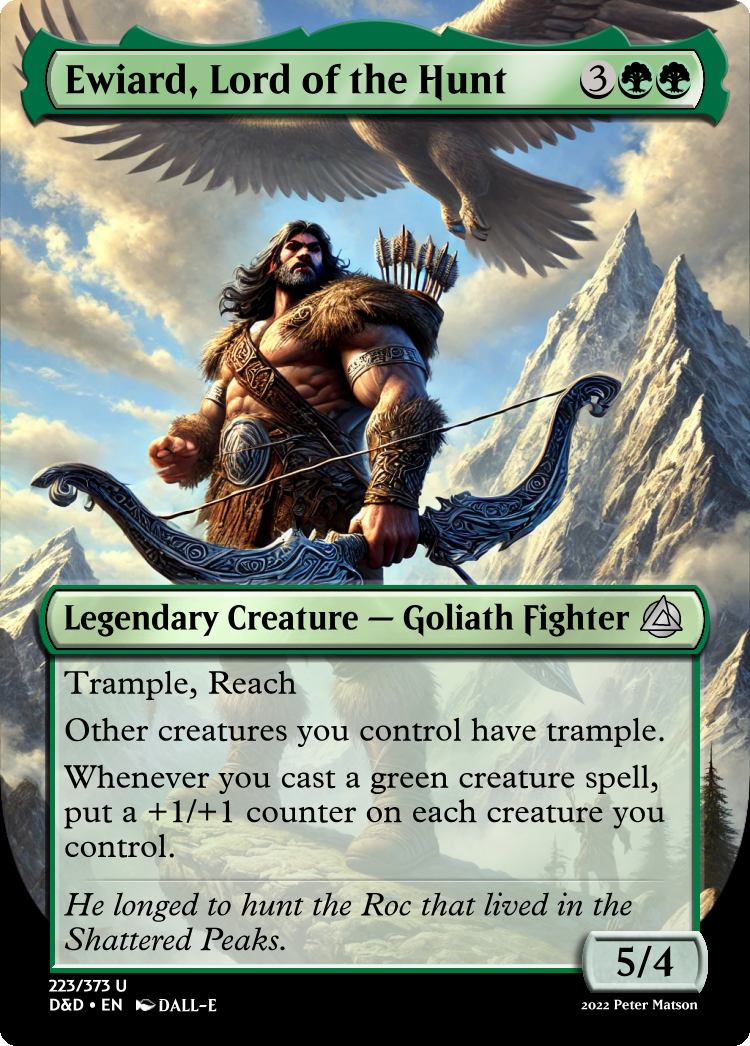 Ewiard, Lord of the Hunt 3
Legendary Creature — Goliath Fighter
Trample, Reach
Other creatures you control have trample.
Whenever you cast a green creature spell,
put a +1/+1 counter on each creature you
control.
He longed to hunt the Roc that lived in the
Shattered Peaks.
5/4
223/373 U
D&D • EN DALL-E
2022 Peter Matson